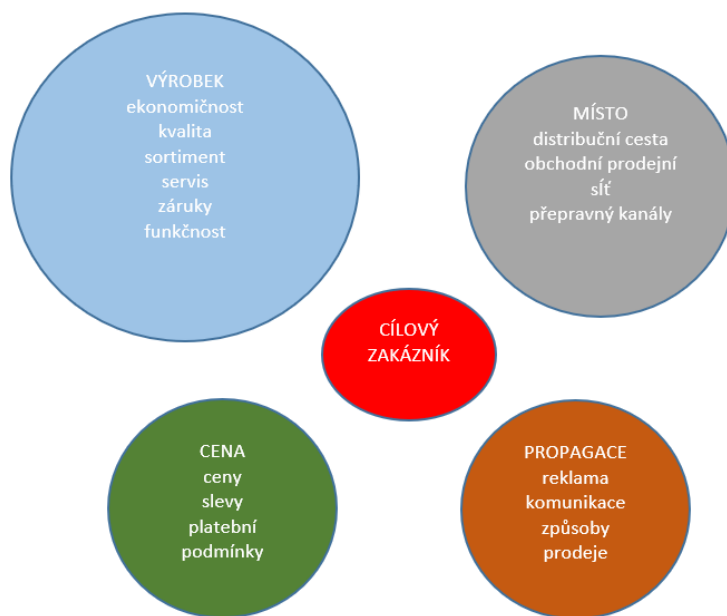 VÝROBEK
ekonomičnost
kvalita
sortiment
servis
záruky
funkčnost
MÍSTO
distribuční cesta
obchodní prodejní
sÍť
přepravný kanály
CÍLOVÝ
ZAKÁZNÍK
CENA
ceny
slevy
platební
podmínky
PROPAGACE
reklama
komunikace
způsoby
prodeje